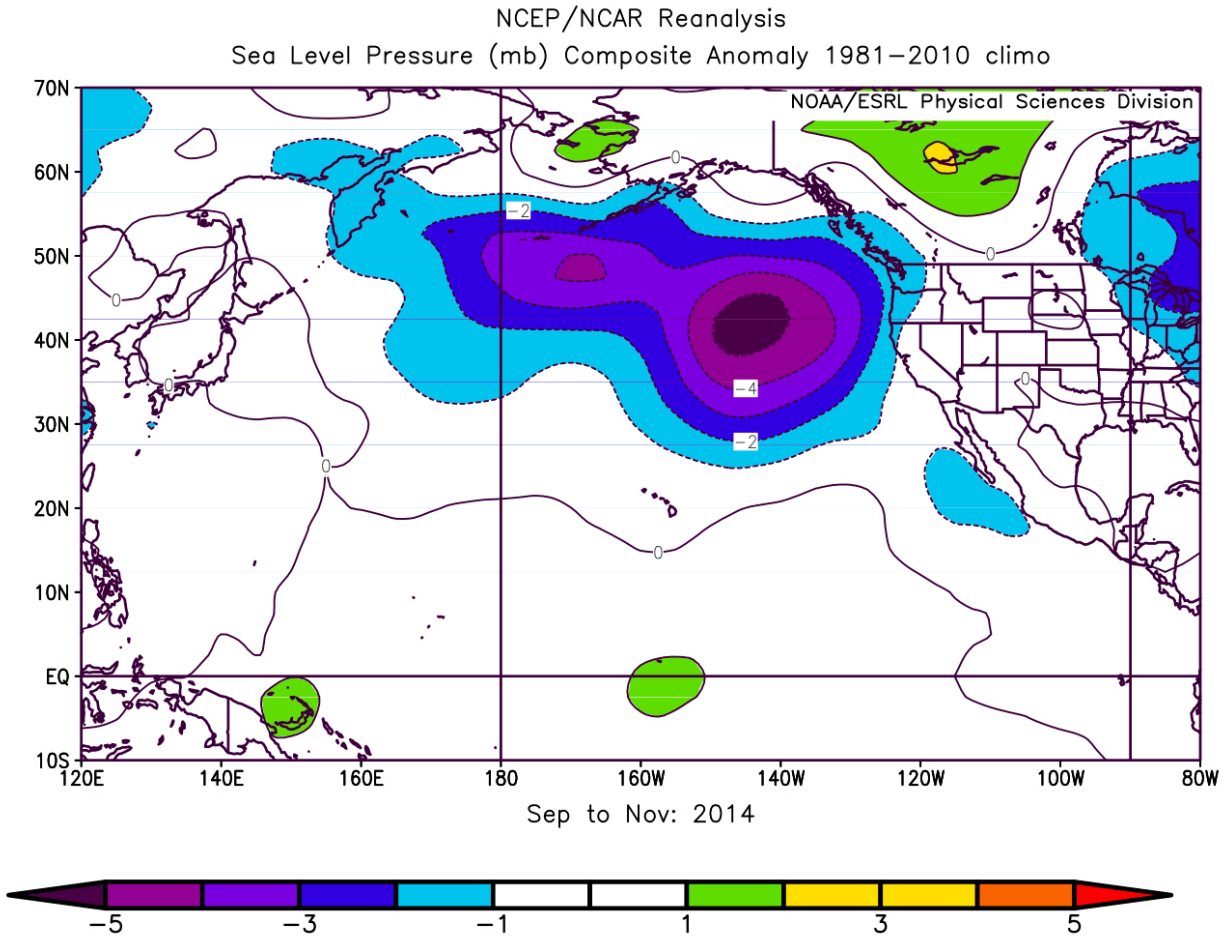 NCEP/NCAR Reanalysis
Sea Level Pressure (mb) Composite Anomaly 1981−2010 climo
NOAA/ESRL Physical Sciences Division
70N
60N
50N
40N
30N
20N
10N
EQ
10S
0
−2
0
0
0
0
−4
0
−2
0
0
120E 140E 160E 180 160W 140W 120W 100W 80W
Sep to Nov: 2014
−5 −3 −1 1 3 5